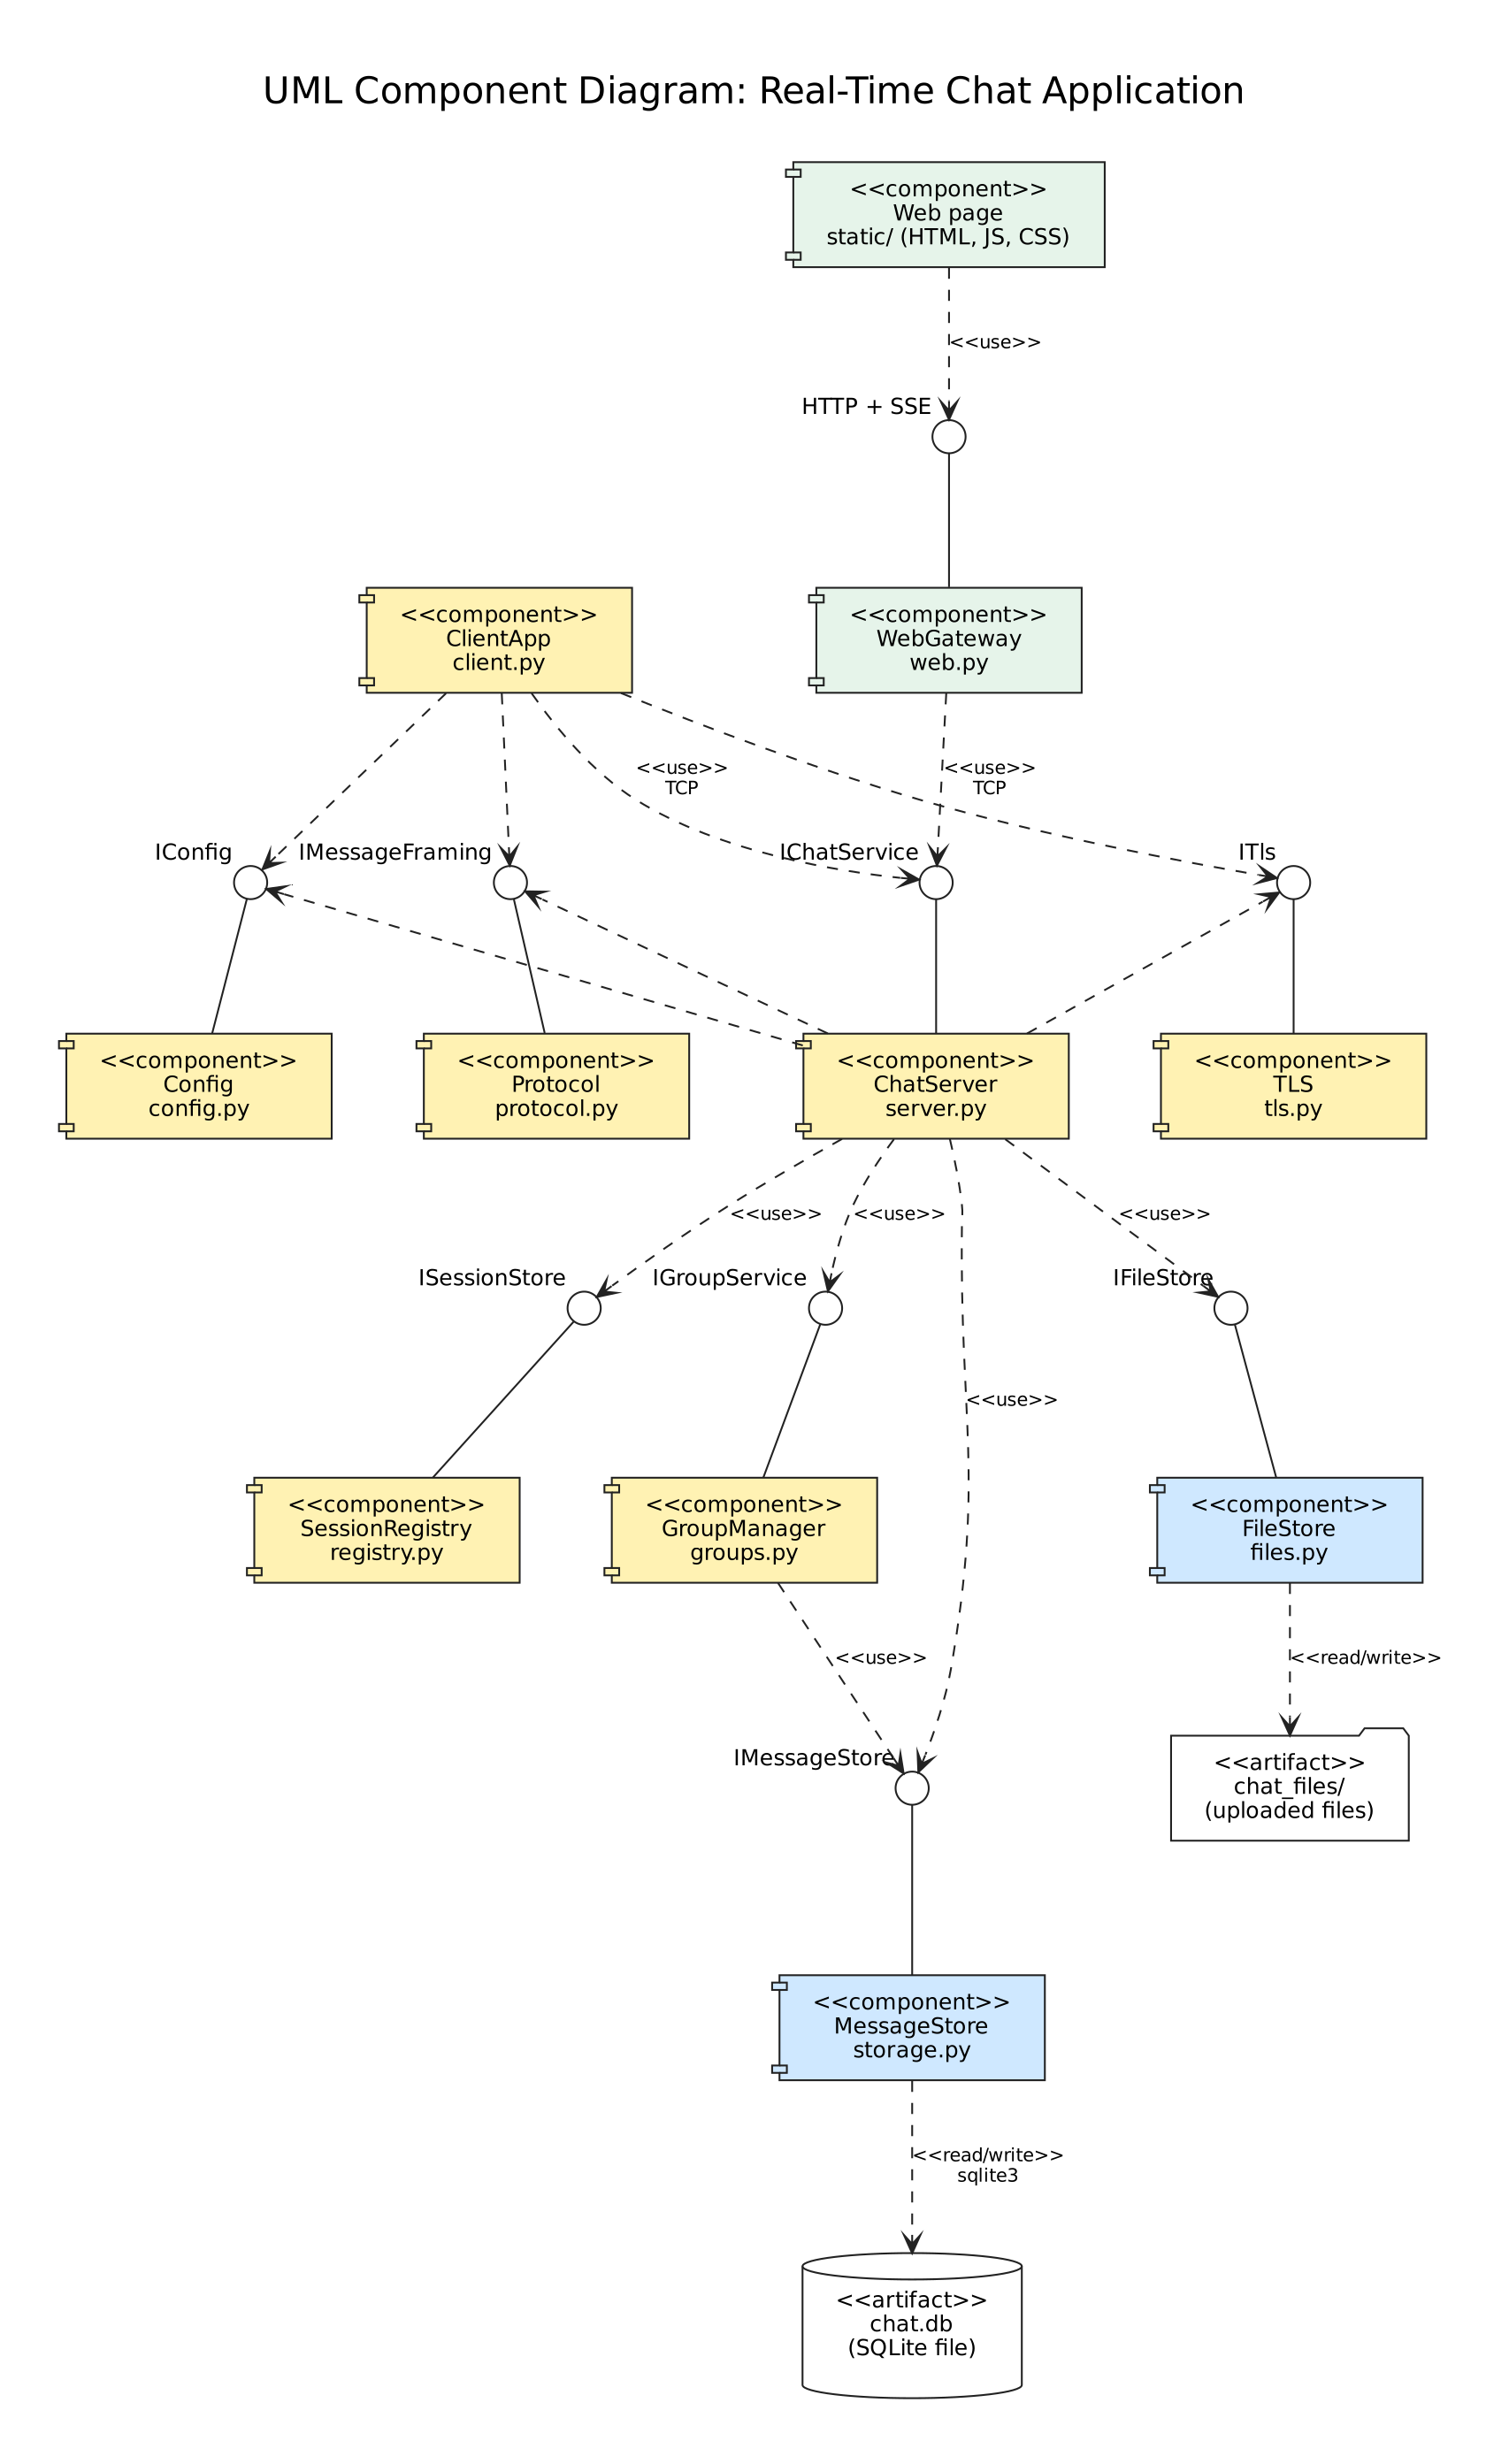 UML Component Diagram: Real-Time Chat Application
<<component>>
Web page
static/ (HTML, JS, CSS)
<<use>>
HTTP + SSE
<<component>>
ClientApp
client.py
<<component>>
WebGateway
web.py
<<use>>
TCP
<<use>>
TCP
IConfig
IMessageFraming
IChatService
ITls
<<component>>
Config
config.py
<<component>>
Protocol
protocol.py
<<component>>
ChatServer
server.py
<<component>>
TLS
tls.py
<<use>>
<<use>>
<<use>>
ISessionStore
IGroupService
IFileStore
<<use>>
<<component>>
SessionRegistry
registry.py
<<component>>
GroupManager
groups.py
<<component>>
FileStore
files.py
<<use>>
<<read/write>>
IMessageStore
<<artifact>>
chat_files/
(uploaded files)
<<component>>
MessageStore
storage.py
<<read/write>>
sqlite3
<<artifact>>
chat.db
(SQLite file)